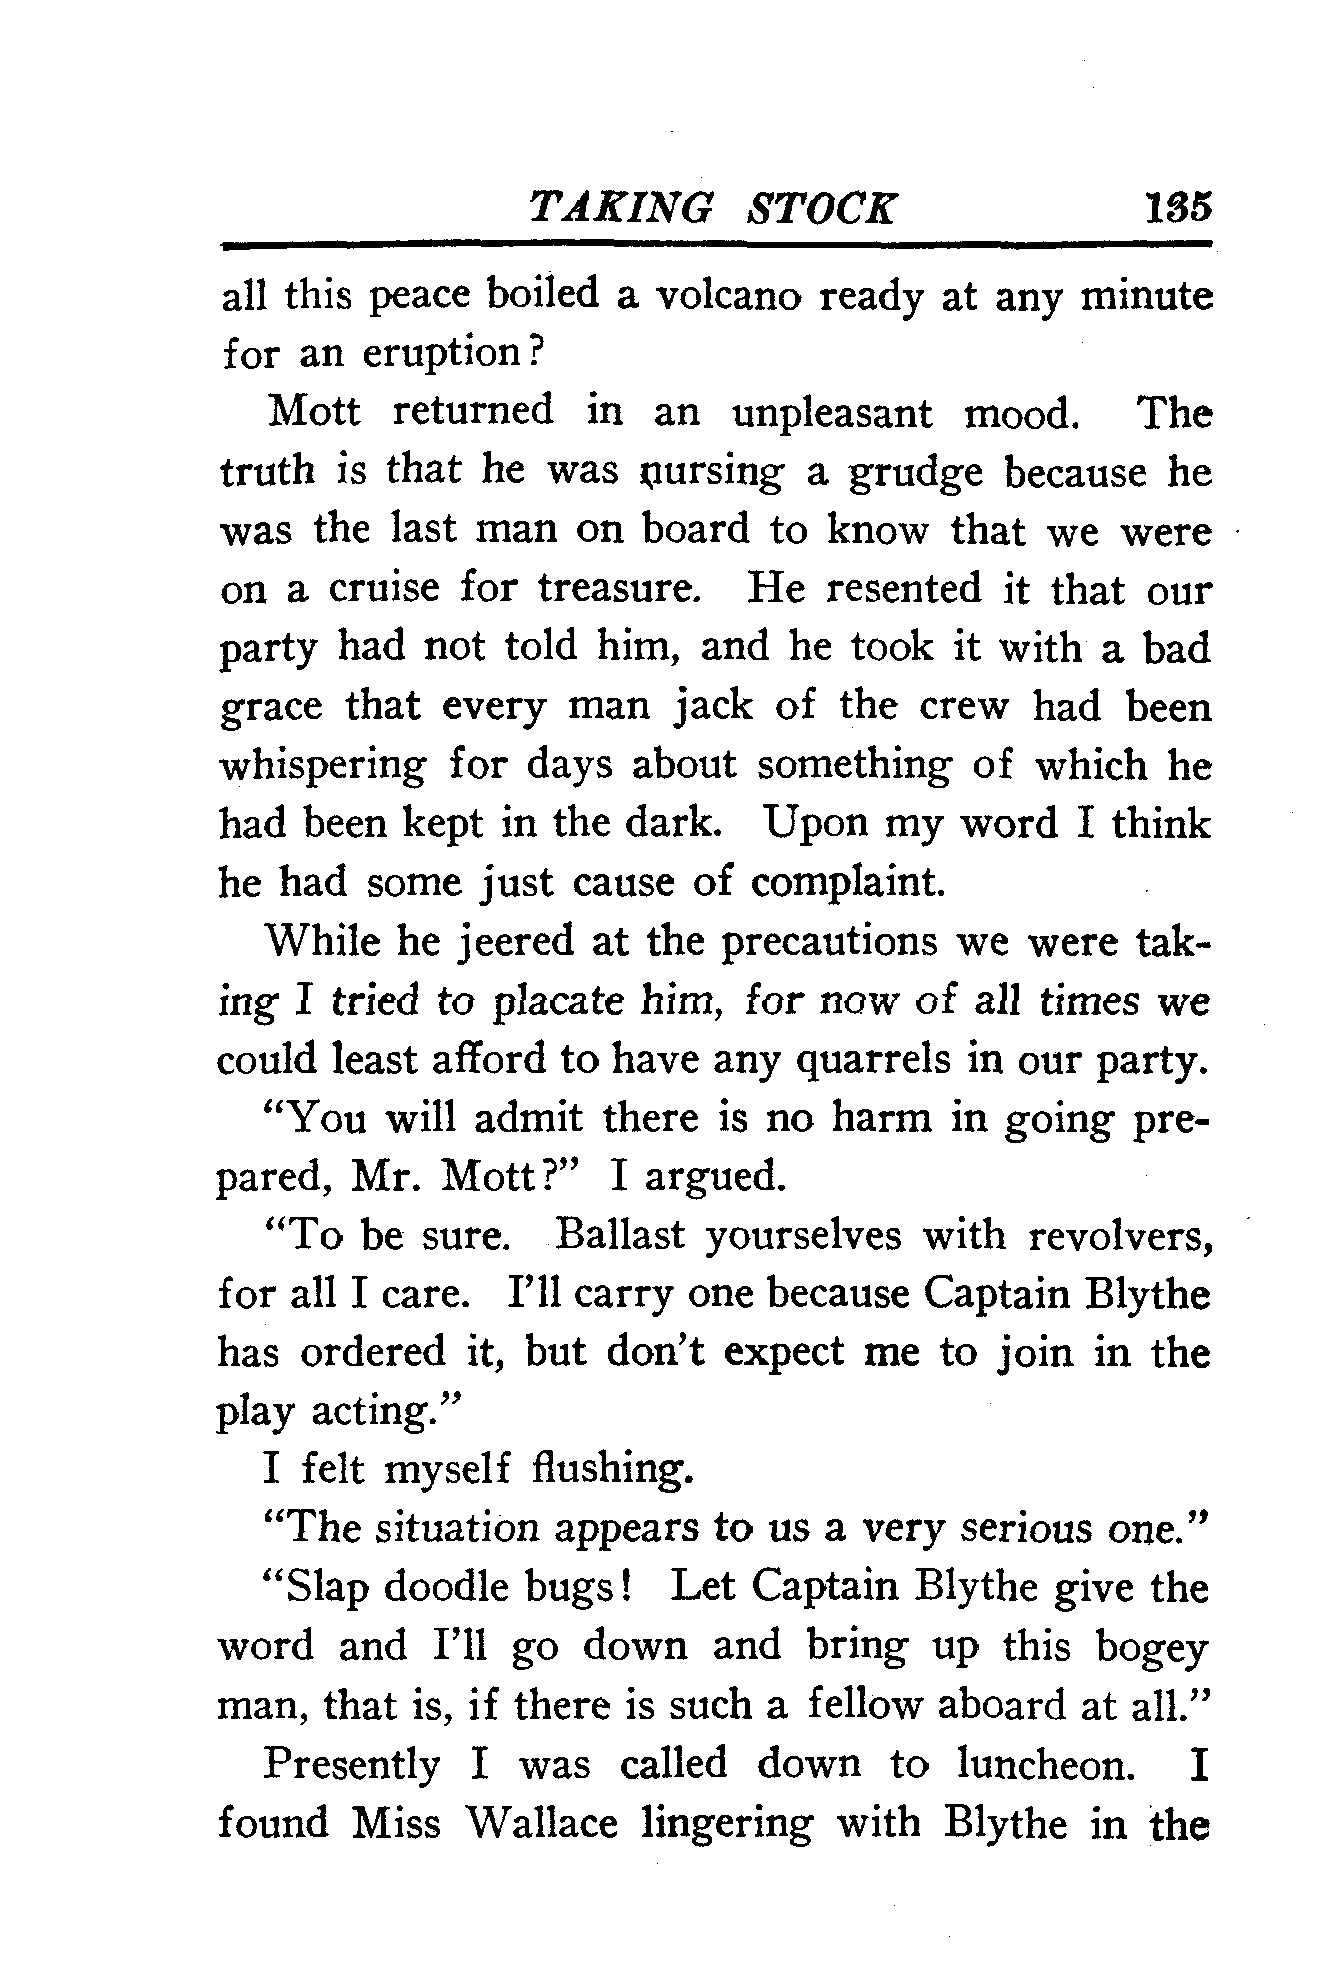 TAKING STOCK 135
all this peace boiled a volcano ready at any minute
for an eruption?
Mott returned in an unpleasant mood. The
truth is that he was nursing a grudge because he
was the last man on board to know that we were
on a cruise for treasure. He resented it that our
party had not told him, and he took it with a bad
grace that every man jack of the crew had been
whispering for days about something of which he
had been kept in the dark. Upon my word I think
he had some just cause of complaint.
While he jeered at the precautions we were tak-
ing I tried to placate him, for now of all times we
could least afford to have any quarrels in our party.
“You will admit there is no harm in going pre-
pared, Mr. Mott?” I argued.
“To be sure. Ballast yourselves with revolvers,
for all I care. I’ll carry one because Captain Blythe
has ordered it, but don’t expect me to join in the
play acting.”
I felt myself flushing.
“The situation appears to us a very serious one.”
“Slap doodle bugs! Let Captain Blythe give the
word and I’ll go down and bring up this bogey
man, that is, if there is such a fellow aboard at all.”
Presently I was called down to luncheon. I
found Miss Wallace lingering with Blythe in the